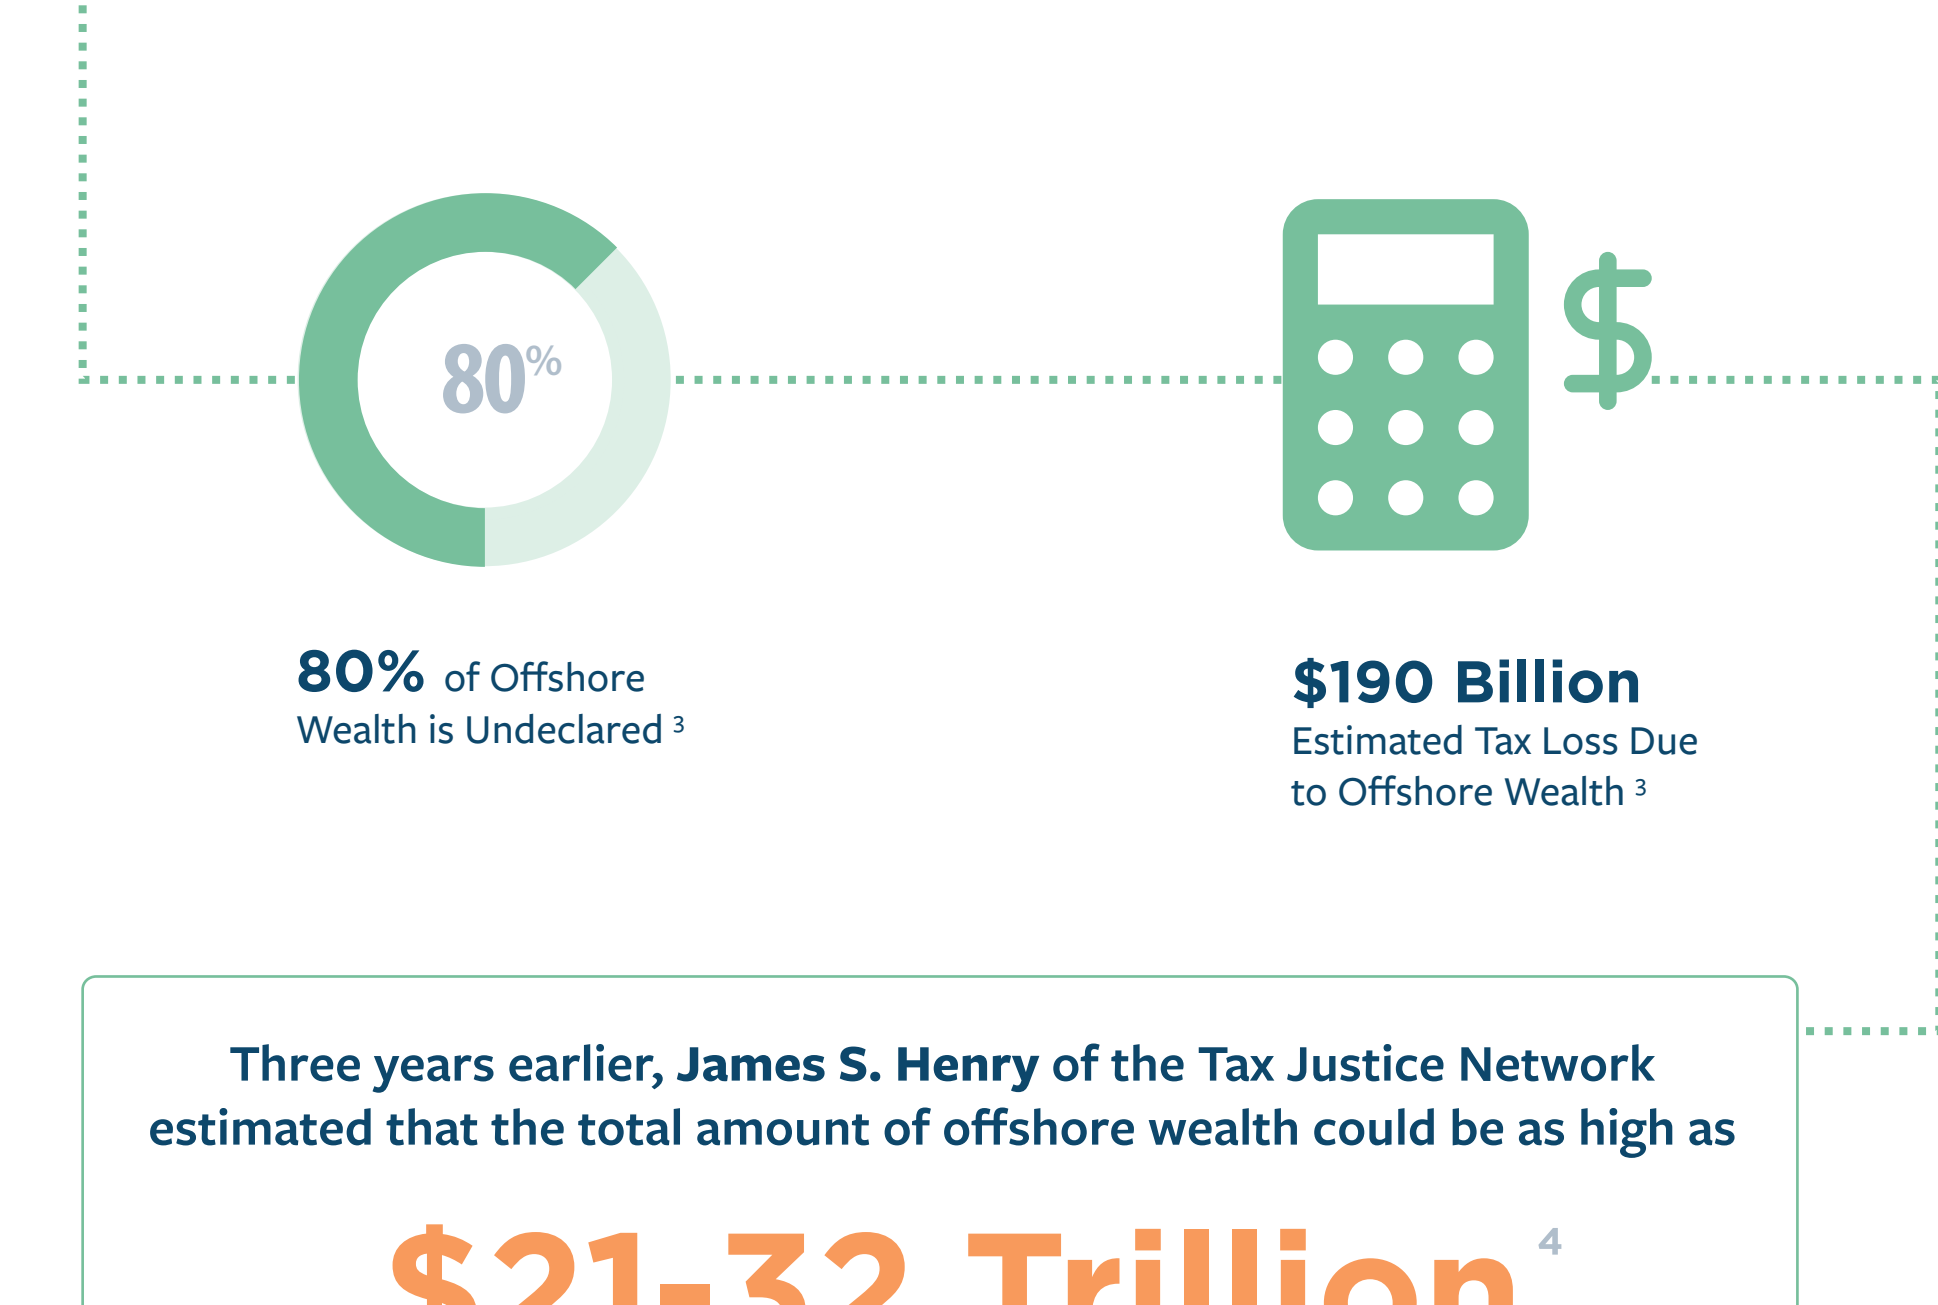 80%
80% of Offshore
Wealth is Undeclared 3
$
$190 Billion
Estimated Tax Loss Due
to Offshore Wealth 3
Three years earlier, James S. Henry of the Tax Justice Network
estimated that the total amount of offshore wealth could be as high as
$21-32 Trillion 4